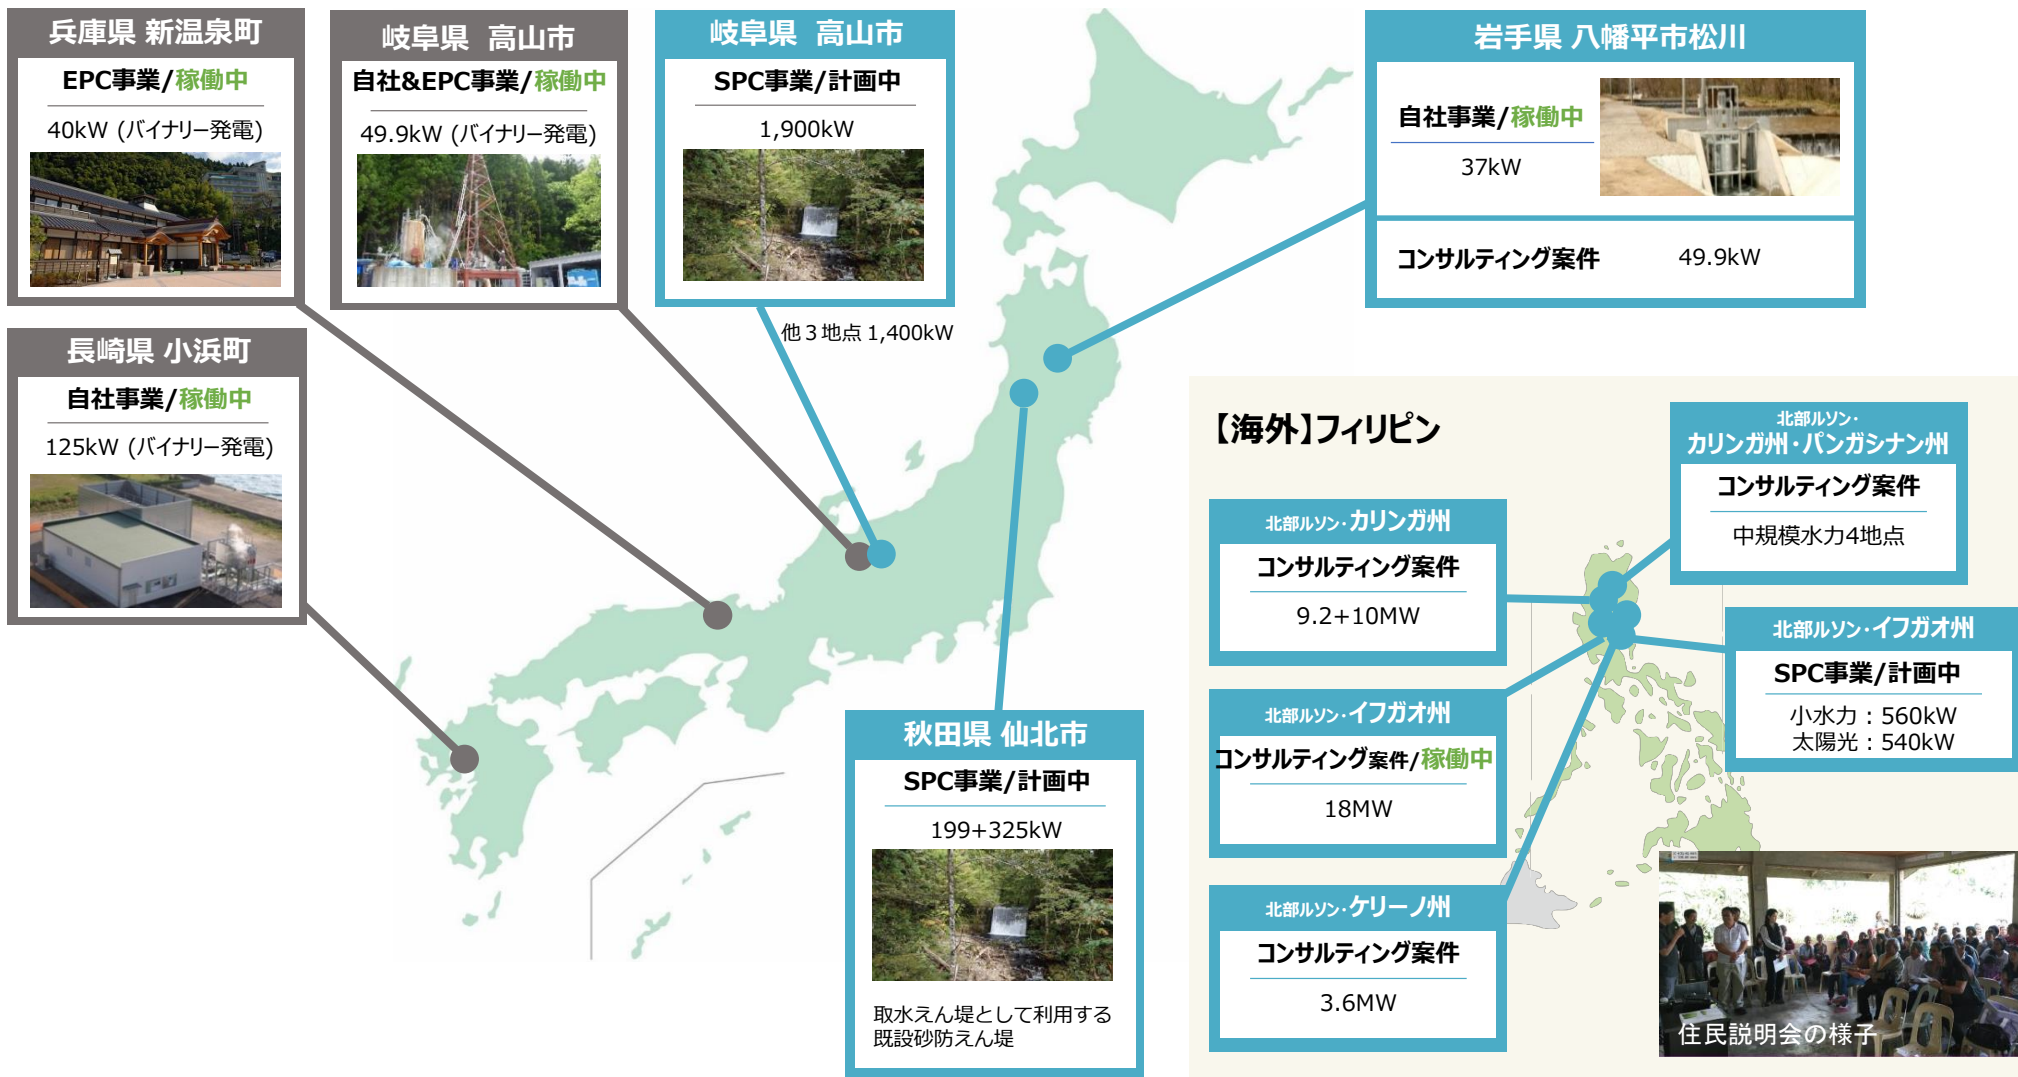 兵庫県 新温泉町
EPC事業/稼働中
40kW (バイナリー発電)
岐阜県 高山市
自社&EPC事業/稼働中
49.9kW (バイナリー発電)
岐阜県 高山市
SPC事業/計画中
1,900kW
他３地点 1,400kW
岩手県 八幡平市松川
自社事業/稼働中
37kW
コンサルティング案件 49.9kW
長崎県 小浜町
自社事業/稼働中
125kW (バイナリー発電)
秋田県 仙北市
SPC事業/計画中
199+325kW
取水えん堤として利用する
既設砂防えん堤
【海外】フィリピン
北部ルソン・
カリンガ州・パンガシナン州
コンサルティング案件
中規模水力4地点
北部ルソン・カリンガ州
コンサルティング案件
9.2+10MW
北部ルソン・イフガオ州
SPC事業/計画中
小水力：560kW
太陽光：540kW
北部ルソン・イフガオ州
コンサルティング案件/稼働中
18MW
北部ルソン・ケリーノ州
コンサルティング案件
3.6MW
住民説明会の様子